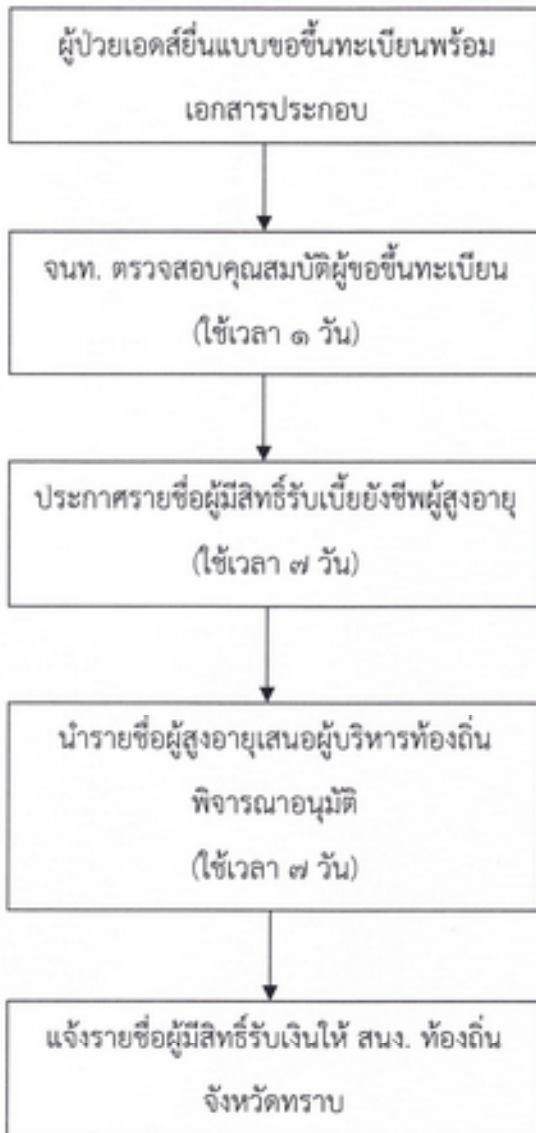 ผู้ป่วยเอดส์ยื่นแบบขอขึ้นทะเบียนพร้อม
เอกสารประกอบ
จนท. ตรวจสอบคุณสมบัติผู้ขอขึ้นทะเบียน
(ใช้เวลา ๑ วัน)
ประกาศรายชื่อผู้มีสิทธิ์รับเบี้ยยังชีพผู้สูงอายุ
(ใช้เวลา ๗ วัน)
นำรายชื่อผู้สูงอายุเสนอผู้บริหารท้องถิ่น
พิจารณาอนุมัติ
(ใช้เวลา ๗ วัน)
แจ้งรายชื่อผู้มีสิทธิ์รับเงินให้ สนง. ท้องถิ่น
จังหวัดทราบ